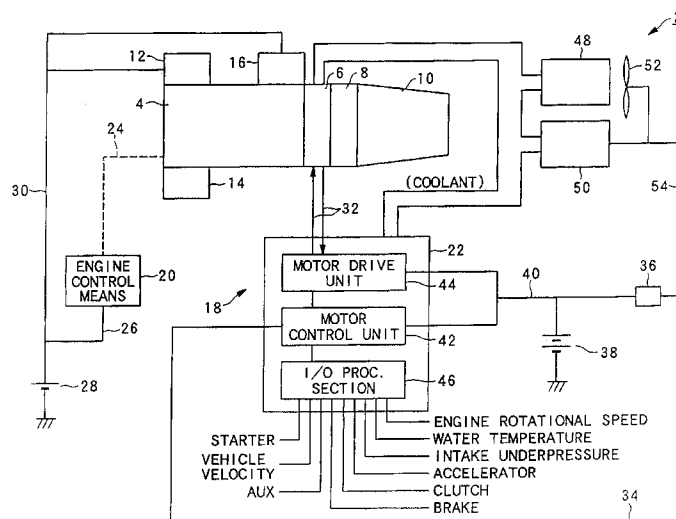 2
12
16
6
8
10
48
52
4
24
30
14
(COOLANT)
50
54
32
ENGINE
CONTROL
MEANS
20
22
MOTOR DRIVE
UNIT
44
40
36
18
MOTOR
CONTROL UNIT
42
26
38
28
I/O PROC.
SECTION
46
STARTER
VEHICLE
VELOCITY
AUX
ENGINE ROTATIONAL SPEED
WATER TEMPERATURE
INTAKE UNDERPRESSURE
ACCELERATOR
CLUTCH
BRAKE
34